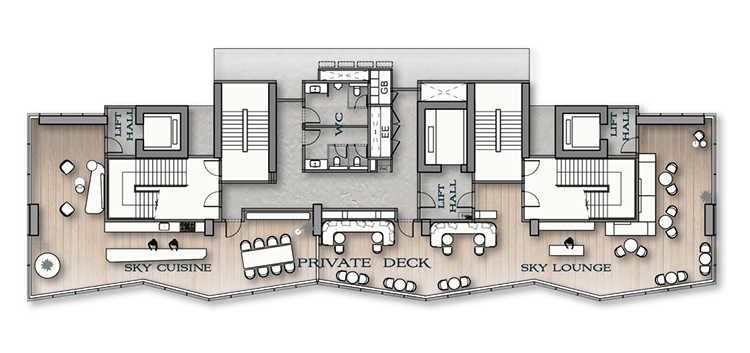 GB
LIFT
HALL
WC
EE
LIFT
HALL
LIFT
HALL
SKY CUISINE
PRIVATE DECK
SKY LOUNGE